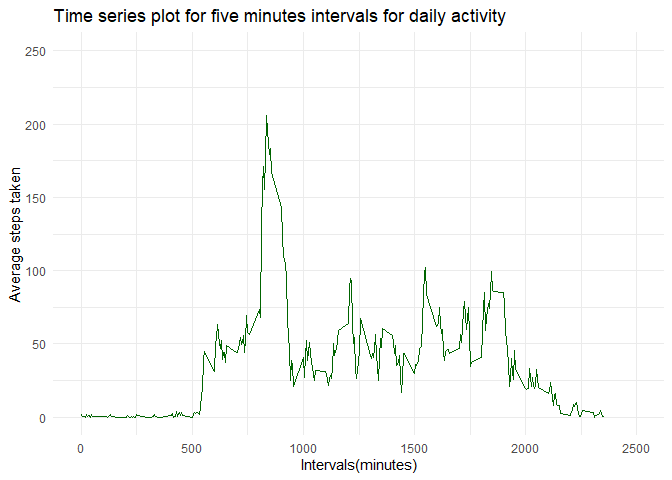 Time series plot for five minutes intervals for daily activity
250
200
150
100
50
0
Average steps taken
0 500 1000 1500 2000 2500
Intervals(minutes)